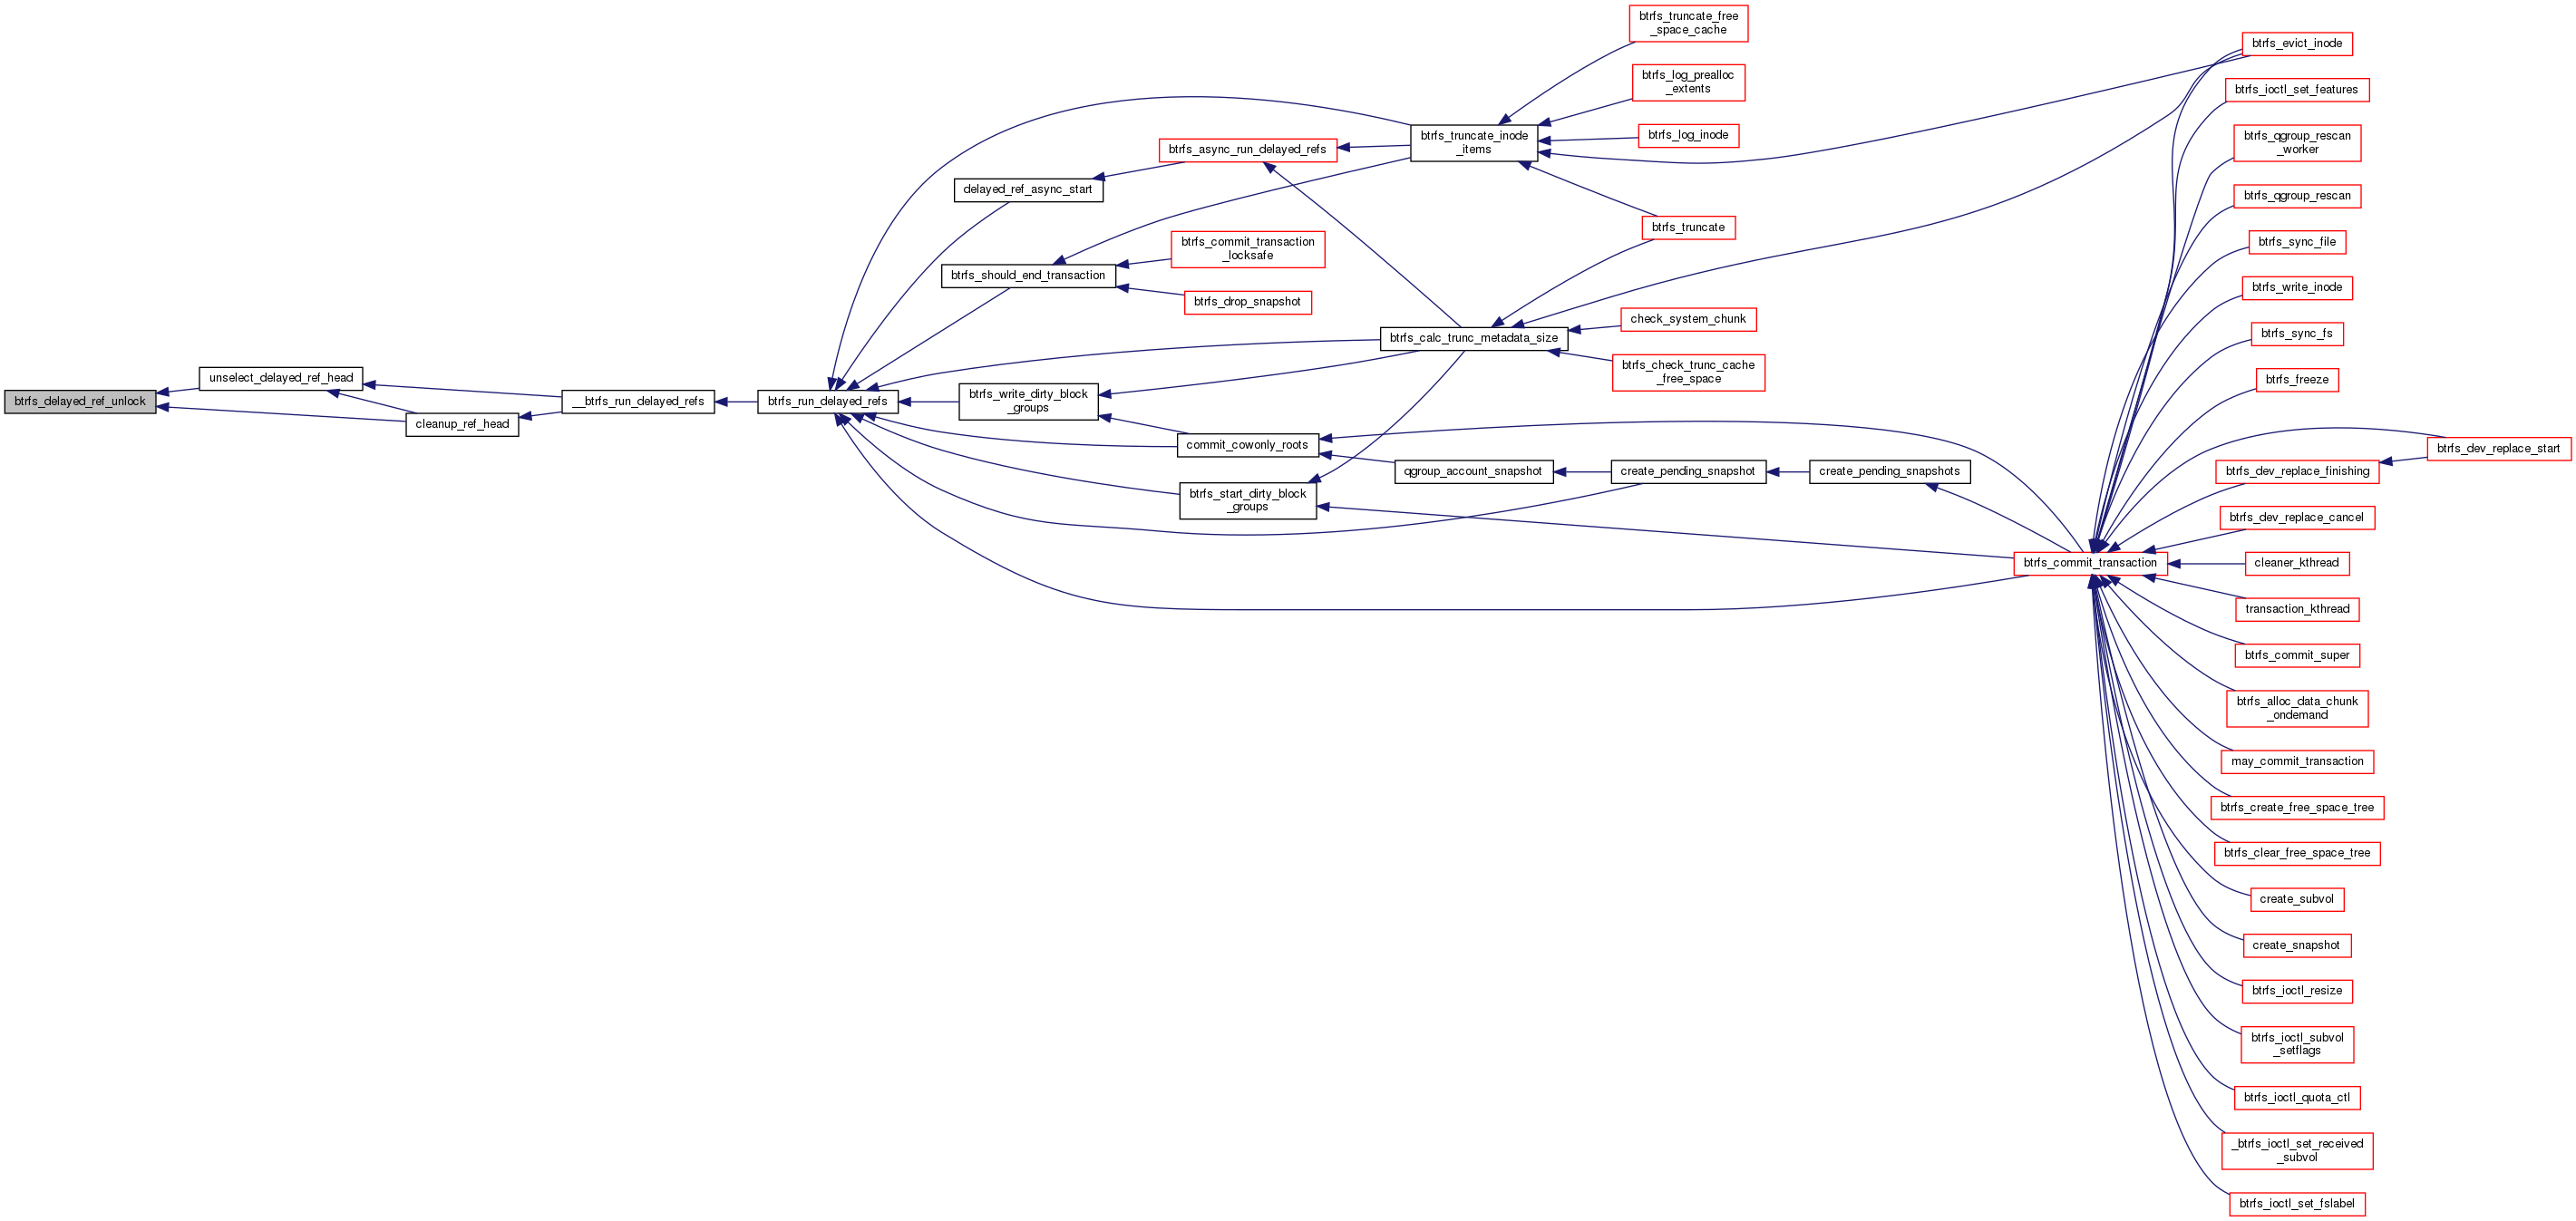 btrfs_delayed_ref_unlock
unselect_delayed_ref_head
cleanup_ref_head
__btrfs_run_delayed_refs
btrfs_run_delayed_refs
delayed_ref_async_start
btrfs_should_end_transaction
btrfs_write_dirty_block
_groups
btrfs_async_run_delayed_refs
btrfs_commit_transaction
_locksafe
btrfs_drop_snapshot
commit_cowonly_roots
btrfs_start_dirty_block
_groups
btrfs_truncate_inode
_items
btrfs_calc_trunc_metadata_size
qgroup_account_snapshot
btrfs_truncate_free
_space_cache
btrfs_log_prealloc
_extents
btrfs_log_inode
btrfs_truncate
check_system_chunk
btrfs_check_trunc_cache
_free_space
create_pending_snapshot
create_pending_snapshots
btrfs_commit_transaction
btrfs_evict_inode
btrfs_ioctl_set_features
btrfs_qgroup_rescan
_worker
btrfs_qgroup_rescan
btrfs_sync_file
btrfs_write_inode
btrfs_sync_fs
btrfs_freeze
btrfs_dev_replace_start
btrfs_dev_replace_finishing
btrfs_dev_replace_cancel
cleaner_kthread
transaction_kthread
btrfs_commit_super
btrfs_alloc_data_chunk
_ondemand
may_commit_transaction
btrfs_create_free_space_tree
btrfs_clear_free_space_tree
create_subvol
create_snapshot
btrfs_ioctl_resize
btrfs_ioctl_subvol
_setflags
btrfs_ioctl_quota_ctl
_btrfs_ioctl_set_received
_subvol
btrfs_ioctl_set_fslabel